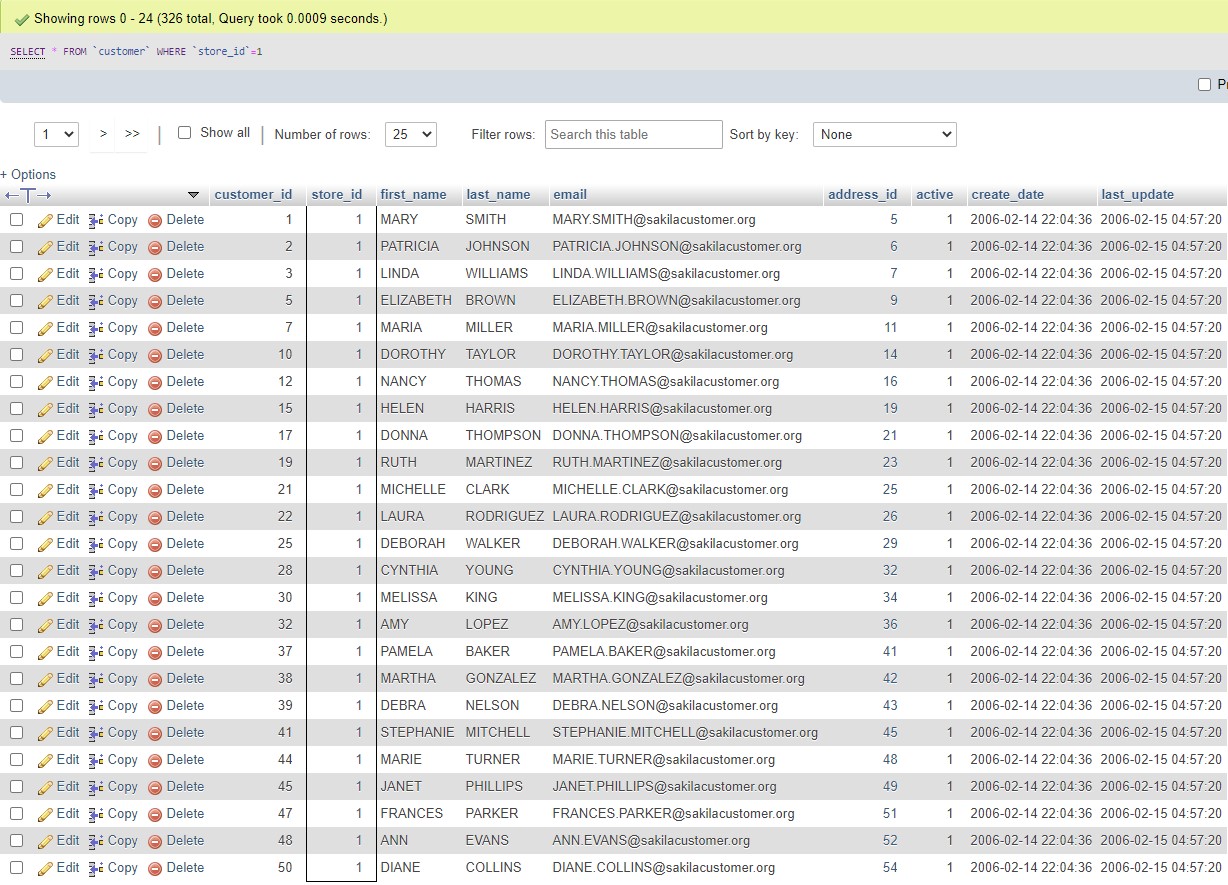 Showing rows 0 - 24 (326 total, Query took 0.0009 seconds.)
SELECT * FROM `customer` WHERE `store_id`=1
1 > >> | Show all | Number of rows: 25 Filter rows: Search this table Sort by key: None
+ Options
←T→ customer_id store_id first_name last_name email address_id active create_date last_update
Edit Copy Delete 1 1 MARY SMITH MARY.SMITH@sakilacustomer.org 5 1 2006-02-14 22:04:36 2006-02-15 04:57:20
Edit Copy Delete 2 1 PATRICIA JOHNSON PATRICIA.JOHNSON@sakilacustomer.org 6 1 2006-02-14 22:04:36 2006-02-15 04:57:20
Edit Copy Delete 3 1 LINDA WILLIAMS LINDA.WILLIAMS@sakilacustomer.org 7 1 2006-02-14 22:04:36 2006-02-15 04:57:20
Edit Copy Delete 5 1 ELIZABETH BROWN ELIZABETH.BROWN@sakilacustomer.org 9 1 2006-02-14 22:04:36 2006-02-15 04:57:20
Edit Copy Delete 7 1 MARIA MILLER MARIA.MILLER@sakilacustomer.org 11 1 2006-02-14 22:04:36 2006-02-15 04:57:20
Edit Copy Delete 10 1 DOROTHY TAYLOR DOROTHY.TAYLOR@sakilacustomer.org 14 1 2006-02-14 22:04:36 2006-02-15 04:57:20
Edit Copy Delete 12 1 NANCY THOMAS NANCY.THOMAS@sakilacustomer.org 16 1 2006-02-14 22:04:36 2006-02-15 04:57:20
Edit Copy Delete 15 1 HELEN HARRIS HELEN.HARRIS@sakilacustomer.org 19 1 2006-02-14 22:04:36 2006-02-15 04:57:20
Edit Copy Delete 17 1 DONNA THOMPSON DONNA.THOMPSON@sakilacustomer.org 21 1 2006-02-14 22:04:36 2006-02-15 04:57:20
Edit Copy Delete 19 1 RUTH MARTINEZ RUTH.MARTINEZ@sakilacustomer.org 23 1 2006-02-14 22:04:36 2006-02-15 04:57:20
Edit Copy Delete 21 1 MICHELLE CLARK MICHELLE.CLARK@sakilacustomer.org 25 1 2006-02-14 22:04:36 2006-02-15 04:57:20
Edit Copy Delete 22 1 LAURA RODRIGUEZ LAURA.RODRIGUEZ@sakilacustomer.org 26 1 2006-02-14 22:04:36 2006-02-15 04:57:20
Edit Copy Delete 25 1 DEBORAH WALKER DEBORAH.WALKER@sakilacustomer.org 29 1 2006-02-14 22:04:36 2006-02-15 04:57:20
Edit Copy Delete 28 1 CYNTHIA YOUNG CYNTHIA.YOUNG@sakilacustomer.org 32 1 2006-02-14 22:04:36 2006-02-15 04:57:20
Edit Copy Delete 30 1 MELISSA KING MELISSA.KING@sakilacustomer.org 34 1 2006-02-14 22:04:36 2006-02-15 04:57:20
Edit Copy Delete 32 1 AMY LOPEZ AMY.LOPEZ@sakilacustomer.org 36 1 2006-02-14 22:04:36 2006-02-15 04:57:20
Edit Copy Delete 37 1 PAMELA BAKER PAMELA.BAKER@sakilacustomer.org 41 1 2006-02-14 22:04:36 2006-02-15 04:57:20
Edit Copy Delete 38 1 MARTHA GONZALEZ MARTHA.GONZALEZ@sakilacustomer.org 42 1 2006-02-14 22:04:36 2006-02-15 04:57:20
Edit Copy Delete 39 1 DEBRA NELSON DEBRA.NELSON@sakilacustomer.org 43 1 2006-02-14 22:04:36 2006-02-15 04:57:20
Edit Copy Delete 41 1 STEPHANIE MITCHELL STEPHANIE.MITCHELL@sakilacustomer.org 45 1 2006-02-14 22:04:36 2006-02-15 04:57:20
Edit Copy Delete 44 1 MARIE TURNER MARIE.TURNER@sakilacustomer.org 48 1 2006-02-14 22:04:36 2006-02-15 04:57:20
Edit Copy Delete 45 1 JANET PHILLIPS JANET.PHILLIPS@sakilacustomer.org 49 1 2006-02-14 22:04:36 2006-02-15 04:57:20
Edit Copy Delete 47 1 FRANCES PARKER FRANCES.PARKER@sakilacustomer.org 51 1 2006-02-14 22:04:36 2006-02-15 04:57:20
Edit Copy Delete 48 1 ANN EVANS ANN.EVANS@sakilacustomer.org 52 1 2006-02-14 22:04:36 2006-02-15 04:57:20
Edit Copy Delete 50 1 DIANE COLLINS DIANE.COLLINS@sakilacustomer.org 54 1 2006-02-14 22:04:36 2006-02-15 04:57:20